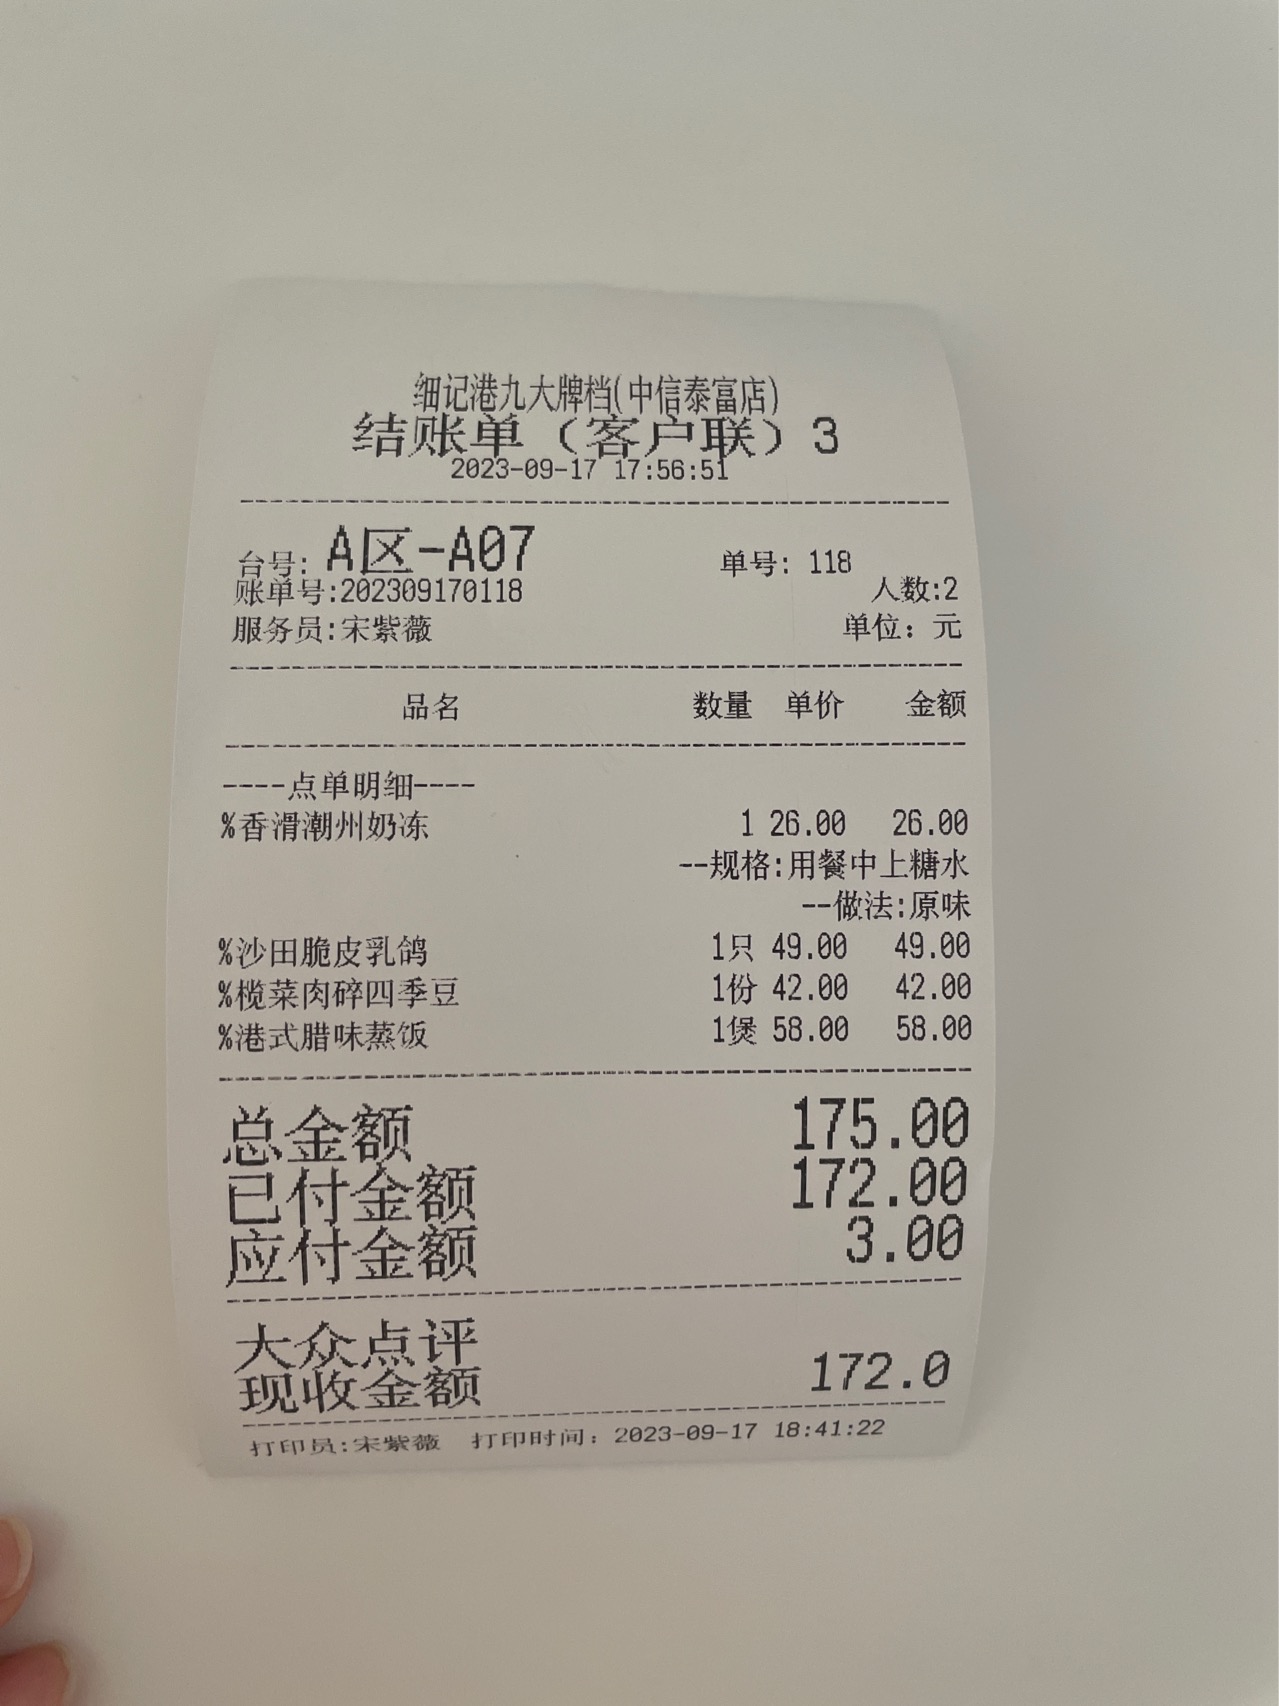 细记港九大牌档(中信泰富店)
结账单（客户联）3
2023-09-17 17:56:51
台号: A区-A07 单号: 118
账单号:202309170118 人数:2
服务员:宋紫薇 单位：元
品名 数量 单价 金额
----点单明细----
%香滑潮州奶冻 1 26.00 26.00
--规格:用餐中上糖水
--做法:原味
%沙田脆皮乳鸽 1只 49.00 49.00
%榄菜肉碎四季豆 1份 42.00 42.00
%港式腊味蒸饭 1煲 58.00 58.00
总金额 175.00
已付金额 172.00
应付金额 3.00
大众点评
现收金额 172.0
打印员:宋紫薇 打印时间：2023-09-17 18:41:22